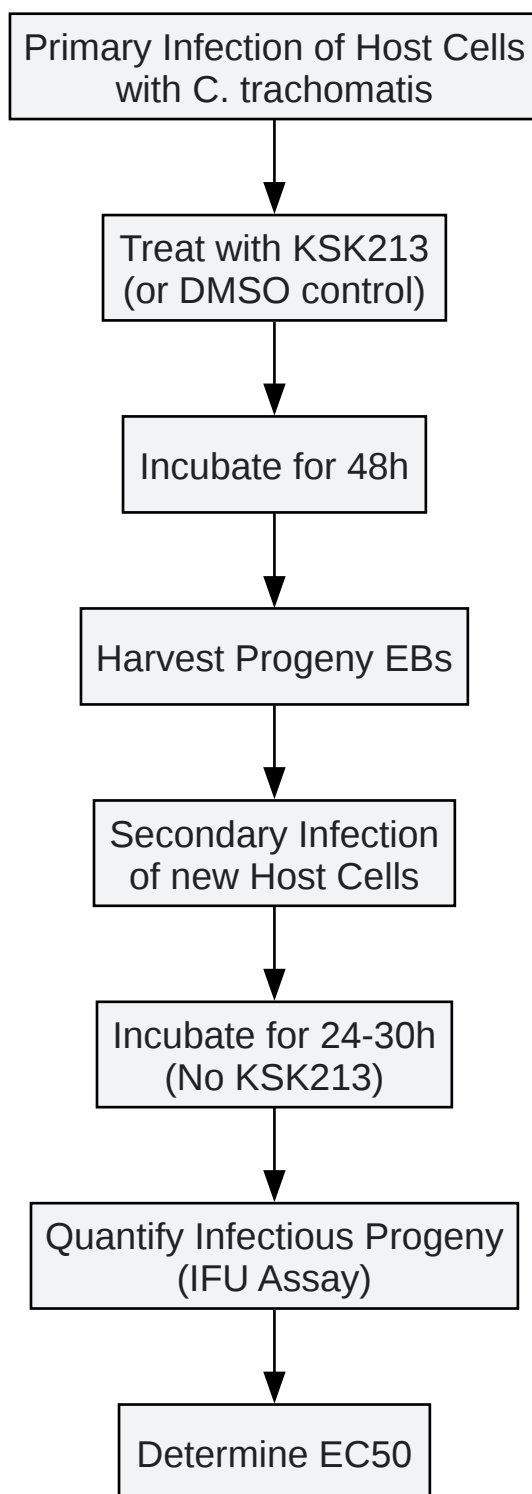 Primary Infection of Host Cells
with C. trachomatis
Treat with KSK213
(or DMSO control)
Incubate for 48h
Harvest Progeny EBs
Secondary Infection
of new Host Cells
Incubate for 24-30h
(No KSK213)
Quantify Infectious Progeny
(IFU Assay)
Determine EC50